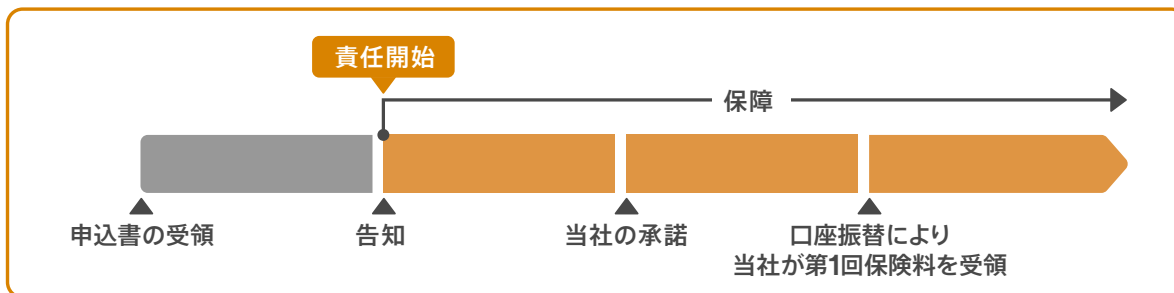 責任開始
保障
申込書の受領
告知
当社の承諾
口座振替により
当社が第1回保険料を受領